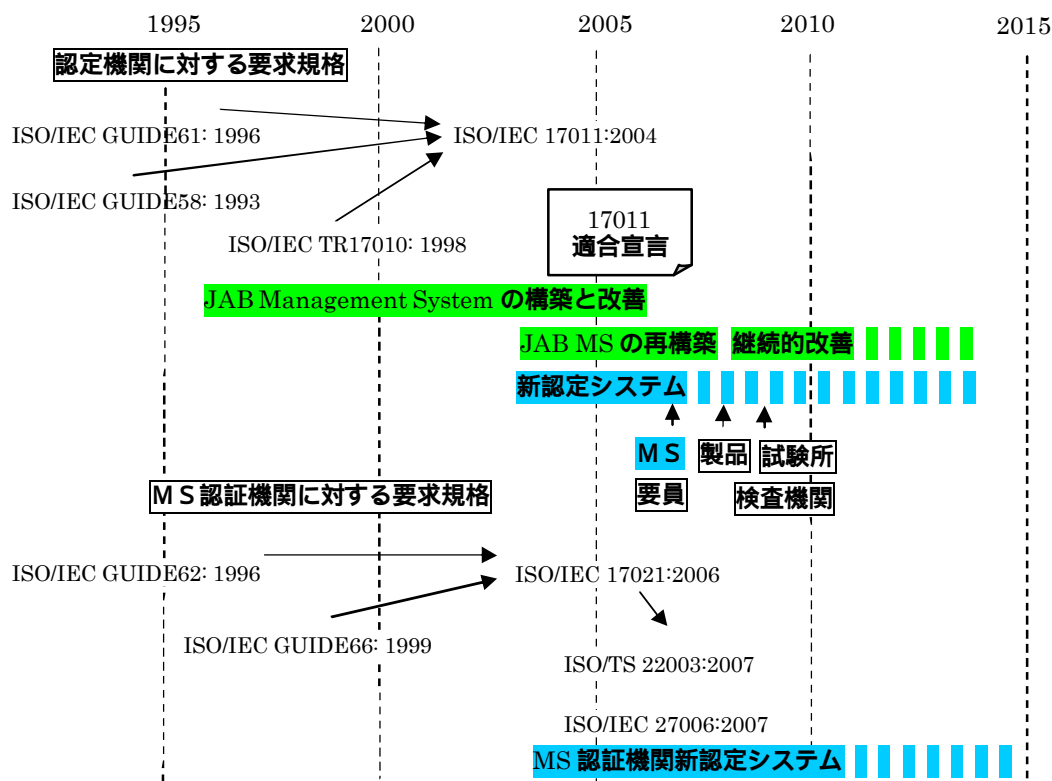 1995 2000 2005 2010 2015
認定機関に対する要求規格
ISO/IEC GUIDE61: 1996 ISO/IEC 17011:2004
ISO/IEC GUIDE58: 1993
17011
適合宣言
ISO/IEC TR17010: 1998
JAB Management System の構築と改善
JAB MS の再構築 継続的改善
新認定システム
ＭＳ 製品 試験所
要員 検査機関
ＭＳ認証機関に対する要求規格
ISO/IEC GUIDE62: 1996 ISO/IEC 17021:2006
ISO/IEC GUIDE66: 1999
ISO/TS 22003:2007
ISO/IEC 27006:2007
MS 認証機関新認定システム